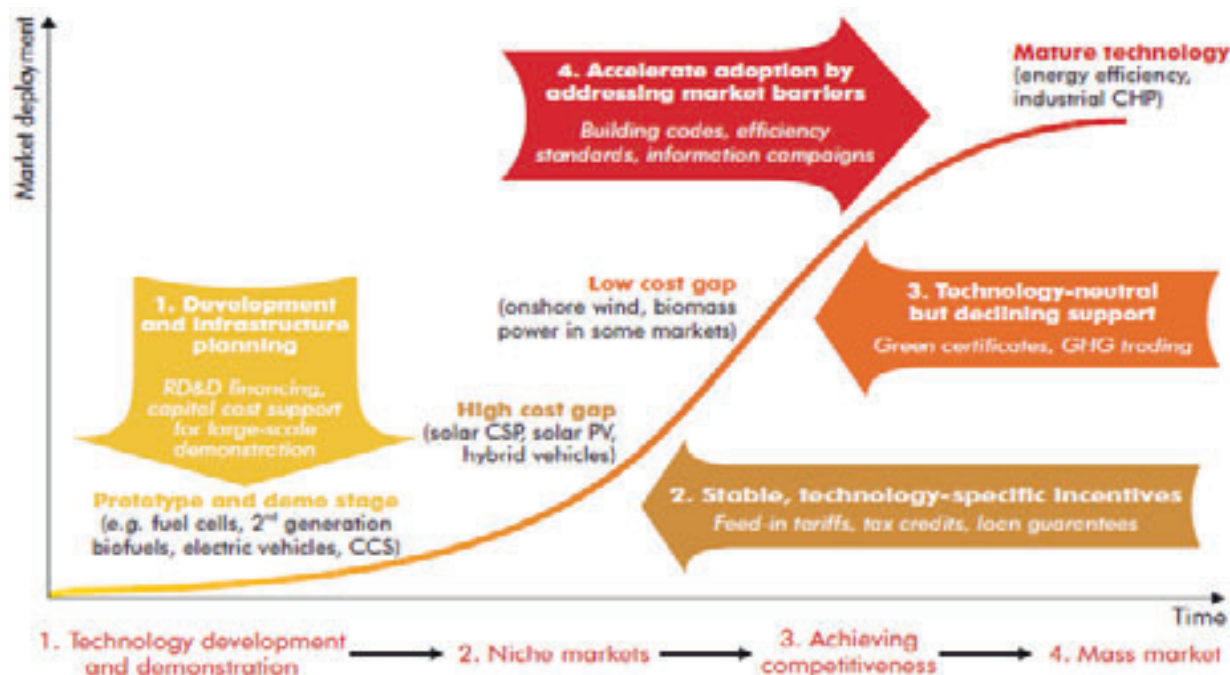 Market deployment
4. Accelerate adoption by
addressing market barriers
Building codes, efficiency
standards, information campaigns
Mature technology
(energy efficiency,
industrial CHP)
1. Development
and infrastructure
planning
RD&D financing,
capital cost support
for large-scale
demonstration
Low cost gap
(onshore wind, biomass
power in some markets)
3. Technology-neutral
but declining support
Green certificates, GHG trading
High cost gap
(solar CSP, solar PV,
hybrid vehicles)
2. Stable, technology-specific incentives
Feed-in tariffs, tax credits, loan guarantees
Prototype and demo stage
(e.g. fuel cells, 2nd generation
biofuels, electric vehicles, CCS)
Time
1. Technology development
and demonstration
2. Niche markets
3. Achieving
competitiveness
4. Mass market